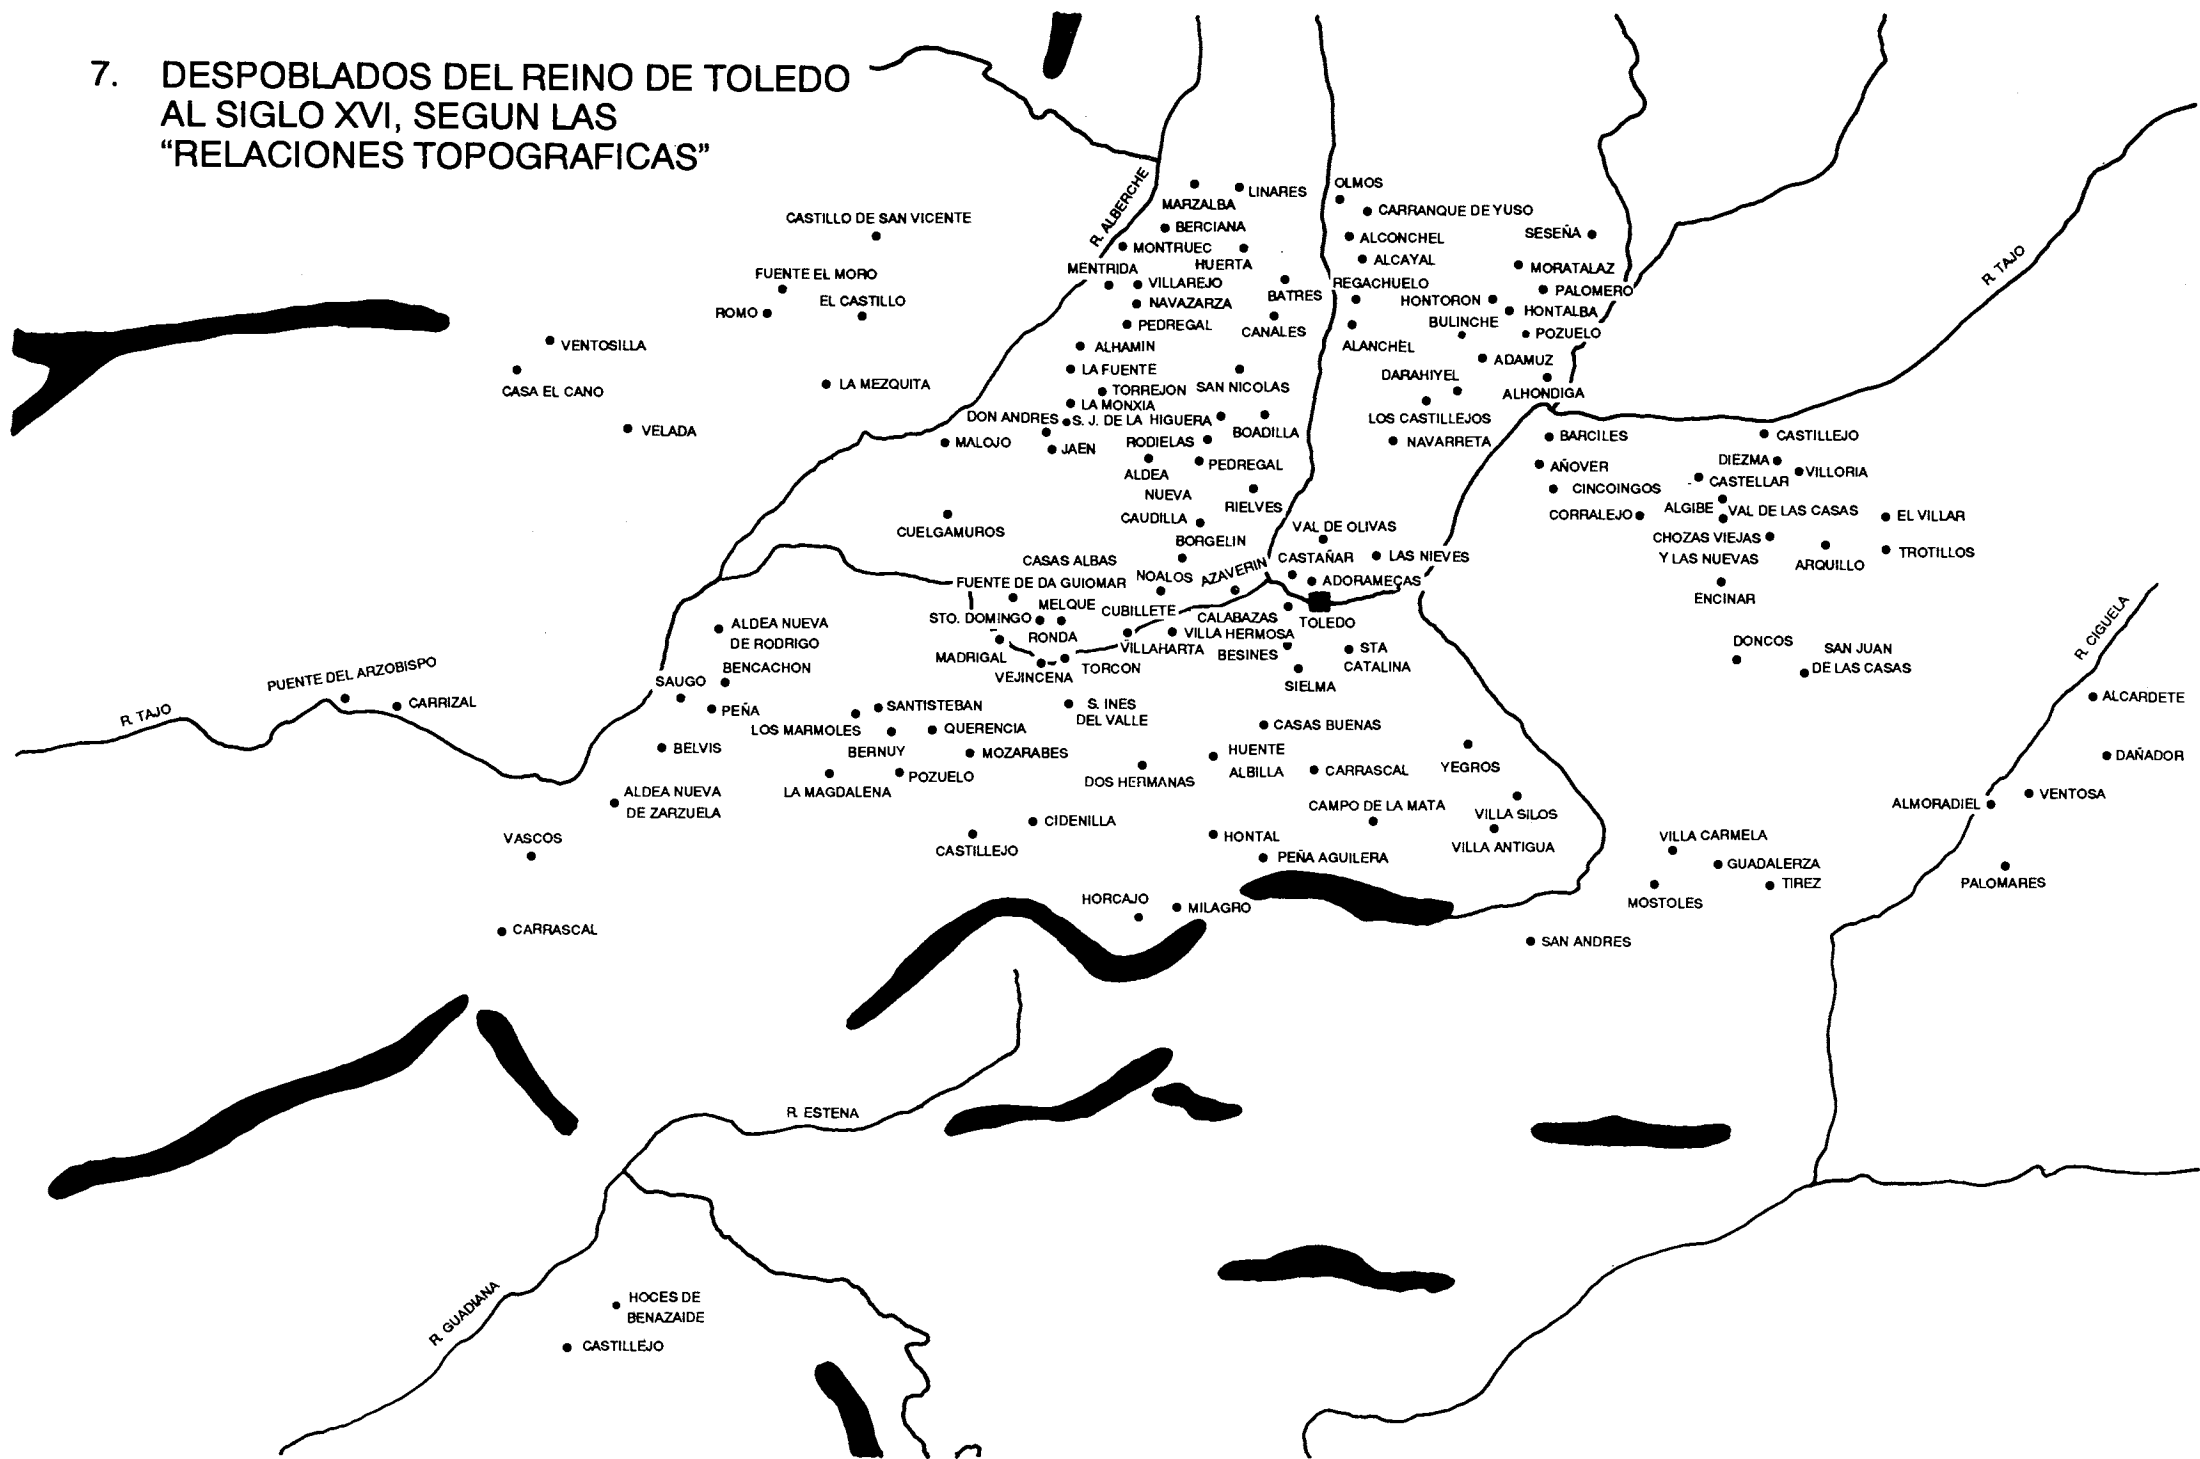 7. DESPOBLADOS DEL REINO DE TOLEDO
AL SIGLO XVI, SEGUN LAS
“RELACIONES TOPOGRAFICAS”
R. ALBERCHE
MARZALBA
LINARES
OLMOS
CARRANQUE DE YUSO
CASTILLO DE SAN VICENTE
BERCIANA
ALCONCHEL
SESEÑA
MONTRUEC
HUERTA
ALCAYAL
MORATALAZ
R. TAJO
MENTRIDA
FUENTE EL MORO
VILLAREJO
REGACHUELO
PALOMERO
BATRES
EL CASTILLO
NAVAZARZA
HONTORON
HONTALBA
ROMO
PEDREGAL
CANALES
BULINCHE
POZUELO
VENTOSILLA
ALHAMIN
ALANCHEL
ADAMUZ
LA FUENTE
DARAHIYEL
LA MEZQUITA
TORREJON
SAN NICOLAS
CASA EL CANO
ALHONDIGA
LA MONXIA
DON ANDRES
S. J. DE LA HIGUERA
LOS CASTILLEJOS
VELADA
MALOJO
JAEN
RODIELAS
BOADILLA
NAVARRETA
BARCILES
CASTILLEJO
ALDEA
NUEVA
PEDREGAL
AÑOVER
DIEZMA
VILLORIA
CINCOINGOS
CASTELLAR
RIELVES
CORRALEJO
ALGIBE
VAL DE LAS CASAS
EL VILLAR
CAUDILLA
VAL DE OLIVAS
CUELGAMUROS
BORGELIN
CHOZAS VIEJAS
Y LAS NUEVAS
ARQUILLO
TROTILLOS
CASAS ALBAS
CASTAÑAR
LAS NIEVES
FUENTE DE DA GUIOMAR
NOALOS
AZAVERIN
ADORAMEÇAS
ENCINAR
MELQUE
CUBILLETE
STO. DOMINGO
CALABAZAS
TOLEDO
ALDEA NUEVA
DE RODRIGO
RONDA
VILLA HERMOSA
VILLAHARTA
BESINES
STA
CATALINA
DONCOS
SAN JUAN
DE LAS CASAS
R. CIGUELA
MADRIGAL
TORCON
VEJINCENA
SIELMA
BENCACHON
SAUGO
PUENTE DEL ARZOBISPO
CARRIZAL
R. TAJO
PEÑA
SANTISTEBAN
S. INES
DEL VALLE
ALCARDETE
LOS MARMOLES
QUERENCIA
CASAS BUENAS
BELVIS
BERNUY
MOZARABES
HUENTE
ALBILLA
DAÑADOR
POZUELO
CARRASCAL
YEGROS
LA MAGDALENA
DOS HERMANAS
ALDEA NUEVA
DE ZARZUELA
CAMPO DE LA MATA
VILLA SILOS
ALMORADIEL
VENTOSA
CIDENILLA
VASCOS
CASTILLEJO
HONTAL
VILLA ANTIGUA
VILLA CARMELA
PEÑA AGUILERA
GUADALERZA
TIREZ
PALOMARES
MOSTOLES
HORCAJO
MILAGRO
CARRASCAL
SAN ANDRES
R. ESTENA
R. GUADIANA
HOCES DE
BENAZAIDE
CASTILLEJO